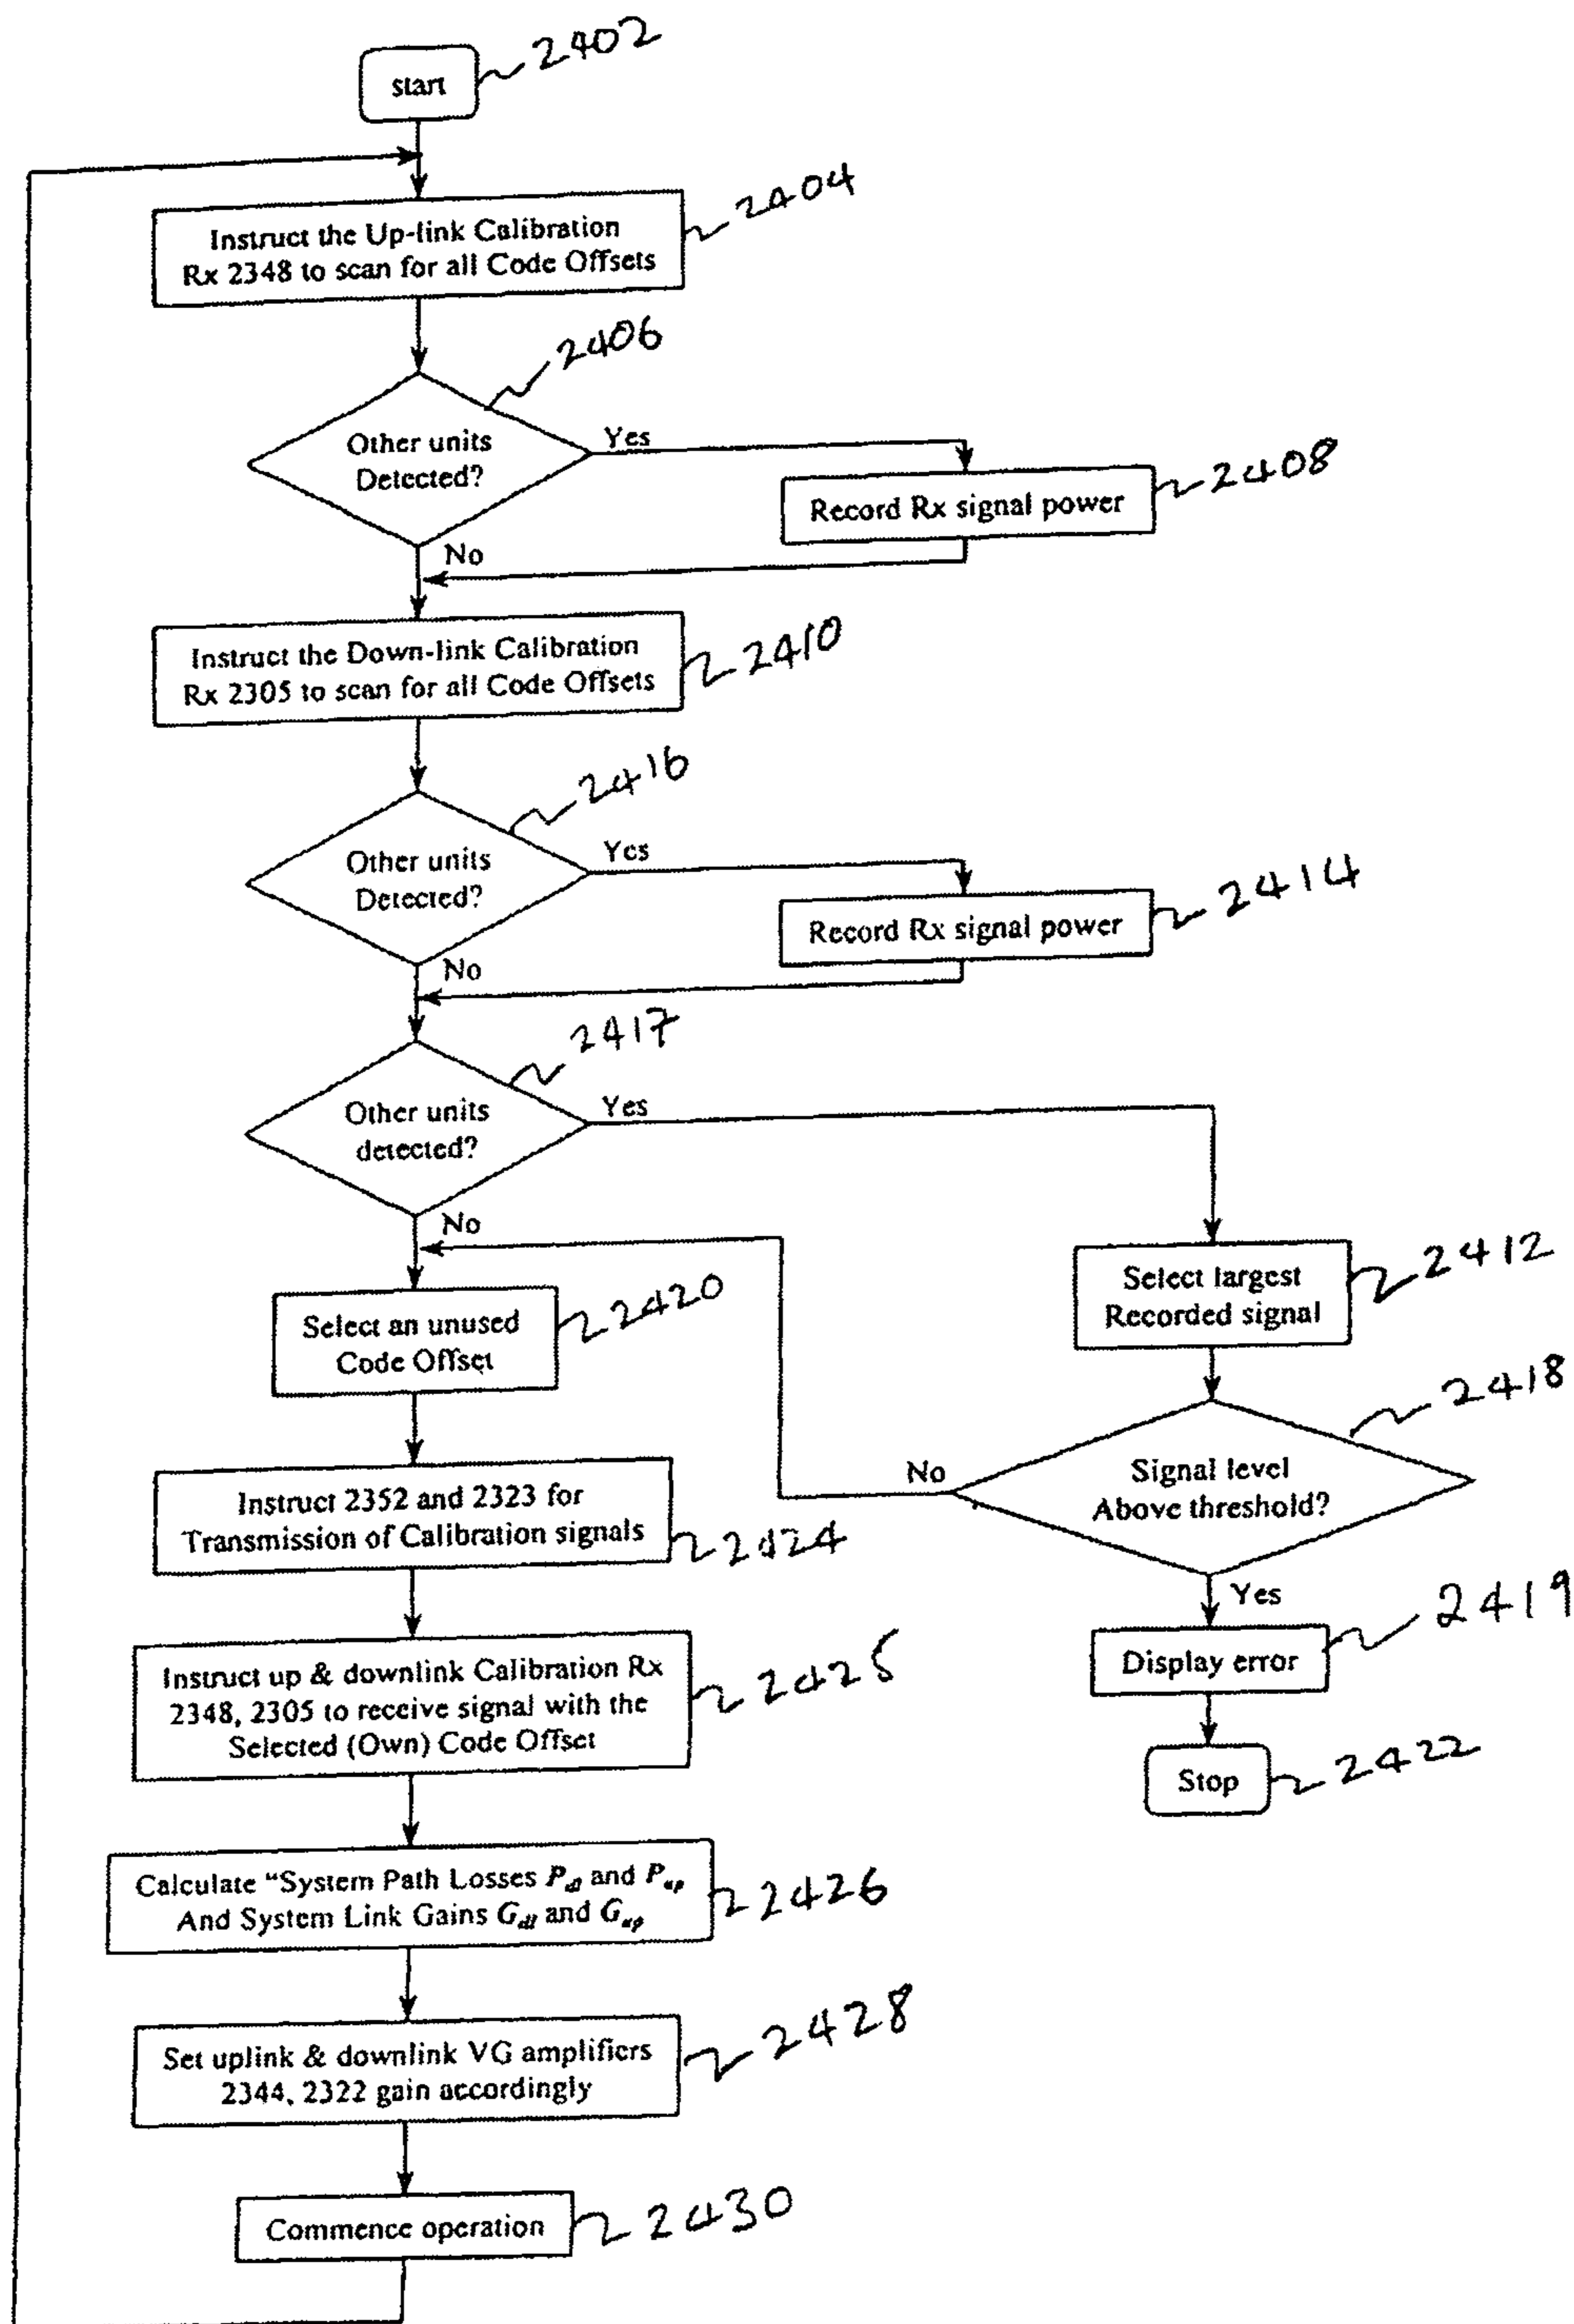 start
2402
Instruct the Up-link Calibration
Rx 2348 to scan for all Code Offsets
2404
2406
Other units
Detected?
Yes
Record Rx signal power
2408
No
Instruct the Down-link Calibration
Rx 2305 to scan for all Code Offsets
2410
2416
Other units
Detected?
Yes
Record Rx signal power
2414
No
2417
Other units
detected?
Yes
No
Select an unused
Code Offset
2420
Select largest
Recorded signal
2412
2418
Signal level
Above threshold?
No
Yes
Instruct 2352 and 2323 for
Transmission of Calibration signals
2424
Display error
2419
Instruct up & downlink Calibration Rx
2348, 2305 to receive signal with the
Selected (Own) Code Offset
2425
Stop
2422
Calculate "System Path Losses P_dl and P_up
And System Link Gains G_dl and G_up
2426
Set uplink & downlink VG amplifiers
2344, 2322 gain accordingly
2428
Commence operation
2430